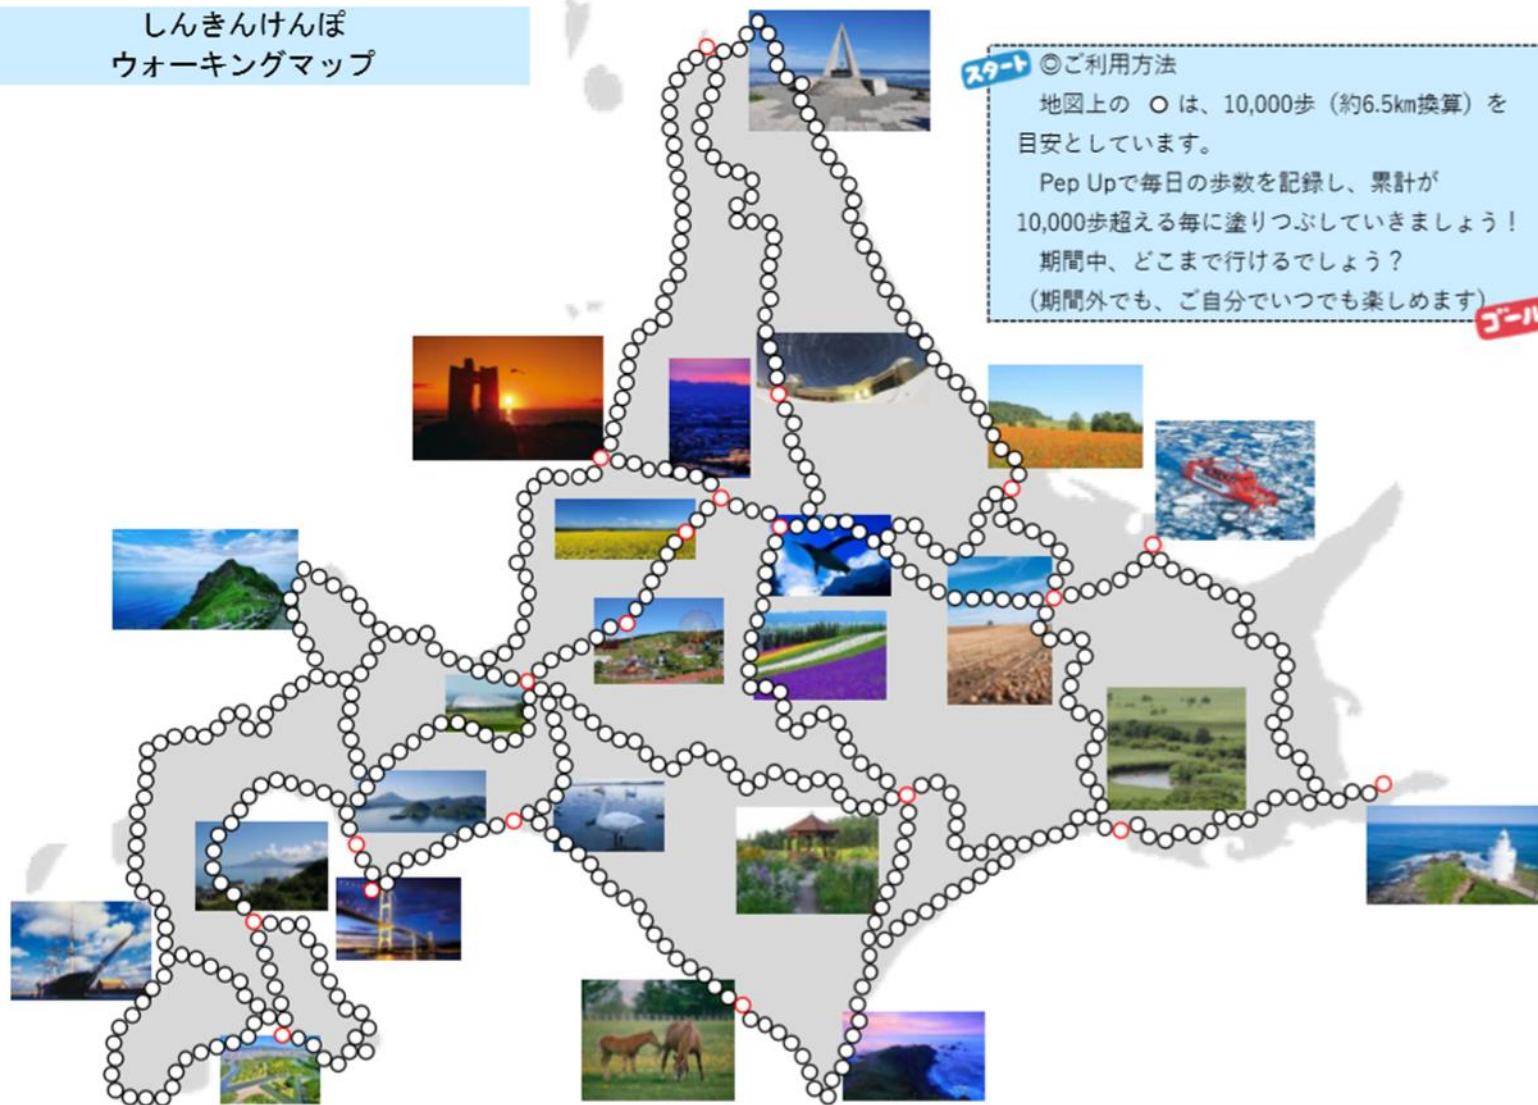 しんきんけんぽ
ウォーキングマップ
スタート
◎ご利用方法
地図上の ○ は、10,000歩（約6.5㎞換算）を
目安としています。
Pep Upで毎日の歩数を記録し、累計が
10,000歩超える毎に塗りつぶしていきましょう！
期間中、どこまで行けるでしょう？
（期間外でも、ご自分でいつでも楽しめます）
ゴール